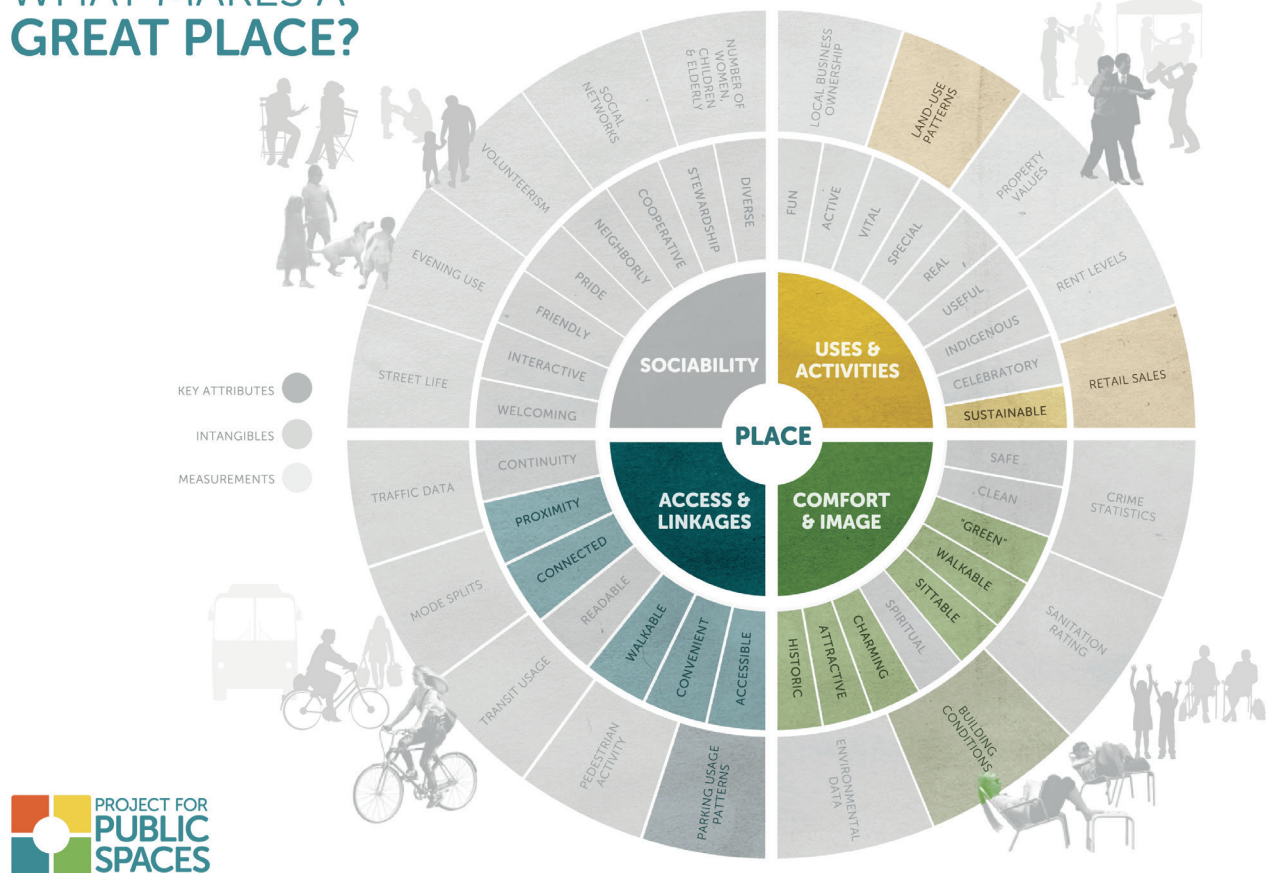 WHAT MAKES A
GREAT PLACE?
KEY ATTRIBUTES
INTANGIBLES
MEASUREMENTS
PLACE
SOCIABILITY
DIVERSE
STEWARDSHIP
COOPERATIVE
NEIGHBORLY
PRIDE
FRIENDLY
INTERACTIVE
WELCOMING
NUMBER OF
WOMEN,
CHILDREN
& ELDERLY
SOCIAL
NETWORKS
VOLUNTEERISM
EVENING USE
STREET LIFE
USES &
ACTIVITIES
FUN
ACTIVE
VITAL
SPECIAL
REAL
USEFUL
INDIGENOUS
CELEBRATORY
SUSTAINABLE
LOCAL BUSINESS
OWNERSHIP
LAND-USE
PATTERNS
PROPERTY
VALUES
RENT LEVELS
RETAIL SALES
COMFORT
& IMAGE
SAFE
CLEAN
"GREEN"
WALKABLE
SITTABLE
SPIRITUAL
CHARMING
ATTRACTIVE
HISTORIC
CRIME
STATISTICS
SANITATION
RATING
BUILDING
CONDITIONS
ENVIRONMENTAL
DATA
ACCESS &
LINKAGES
CONTINUITY
PROXIMITY
CONNECTED
READABLE
WALKABLE
CONVENIENT
ACCESSIBLE
TRAFFIC DATA
MODE SPLITS
TRANSIT USAGE
PEDESTRIAN
ACTIVITY
PARKING USAGE
PATTERNS
PROJECT FOR
PUBLIC
SPACES